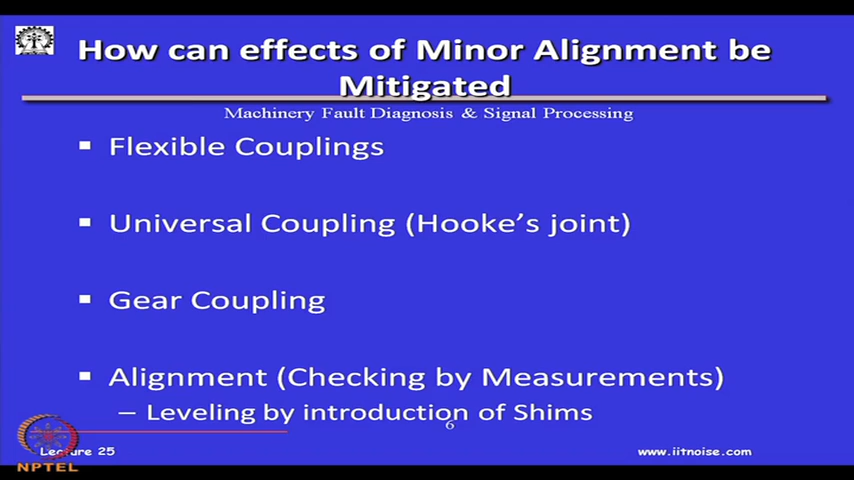 How can effects of Minor Alignment be
Mitigated
Machinery Fault Diagnosis & Signal Processing
▪ Flexible Couplings
▪ Universal Coupling (Hooke's joint)
▪ Gear Coupling
▪ Alignment (Checking by Measurements)
– Leveling by introduction of Shims
6
Lecture 25
www.iitnoise.com
NPTEL